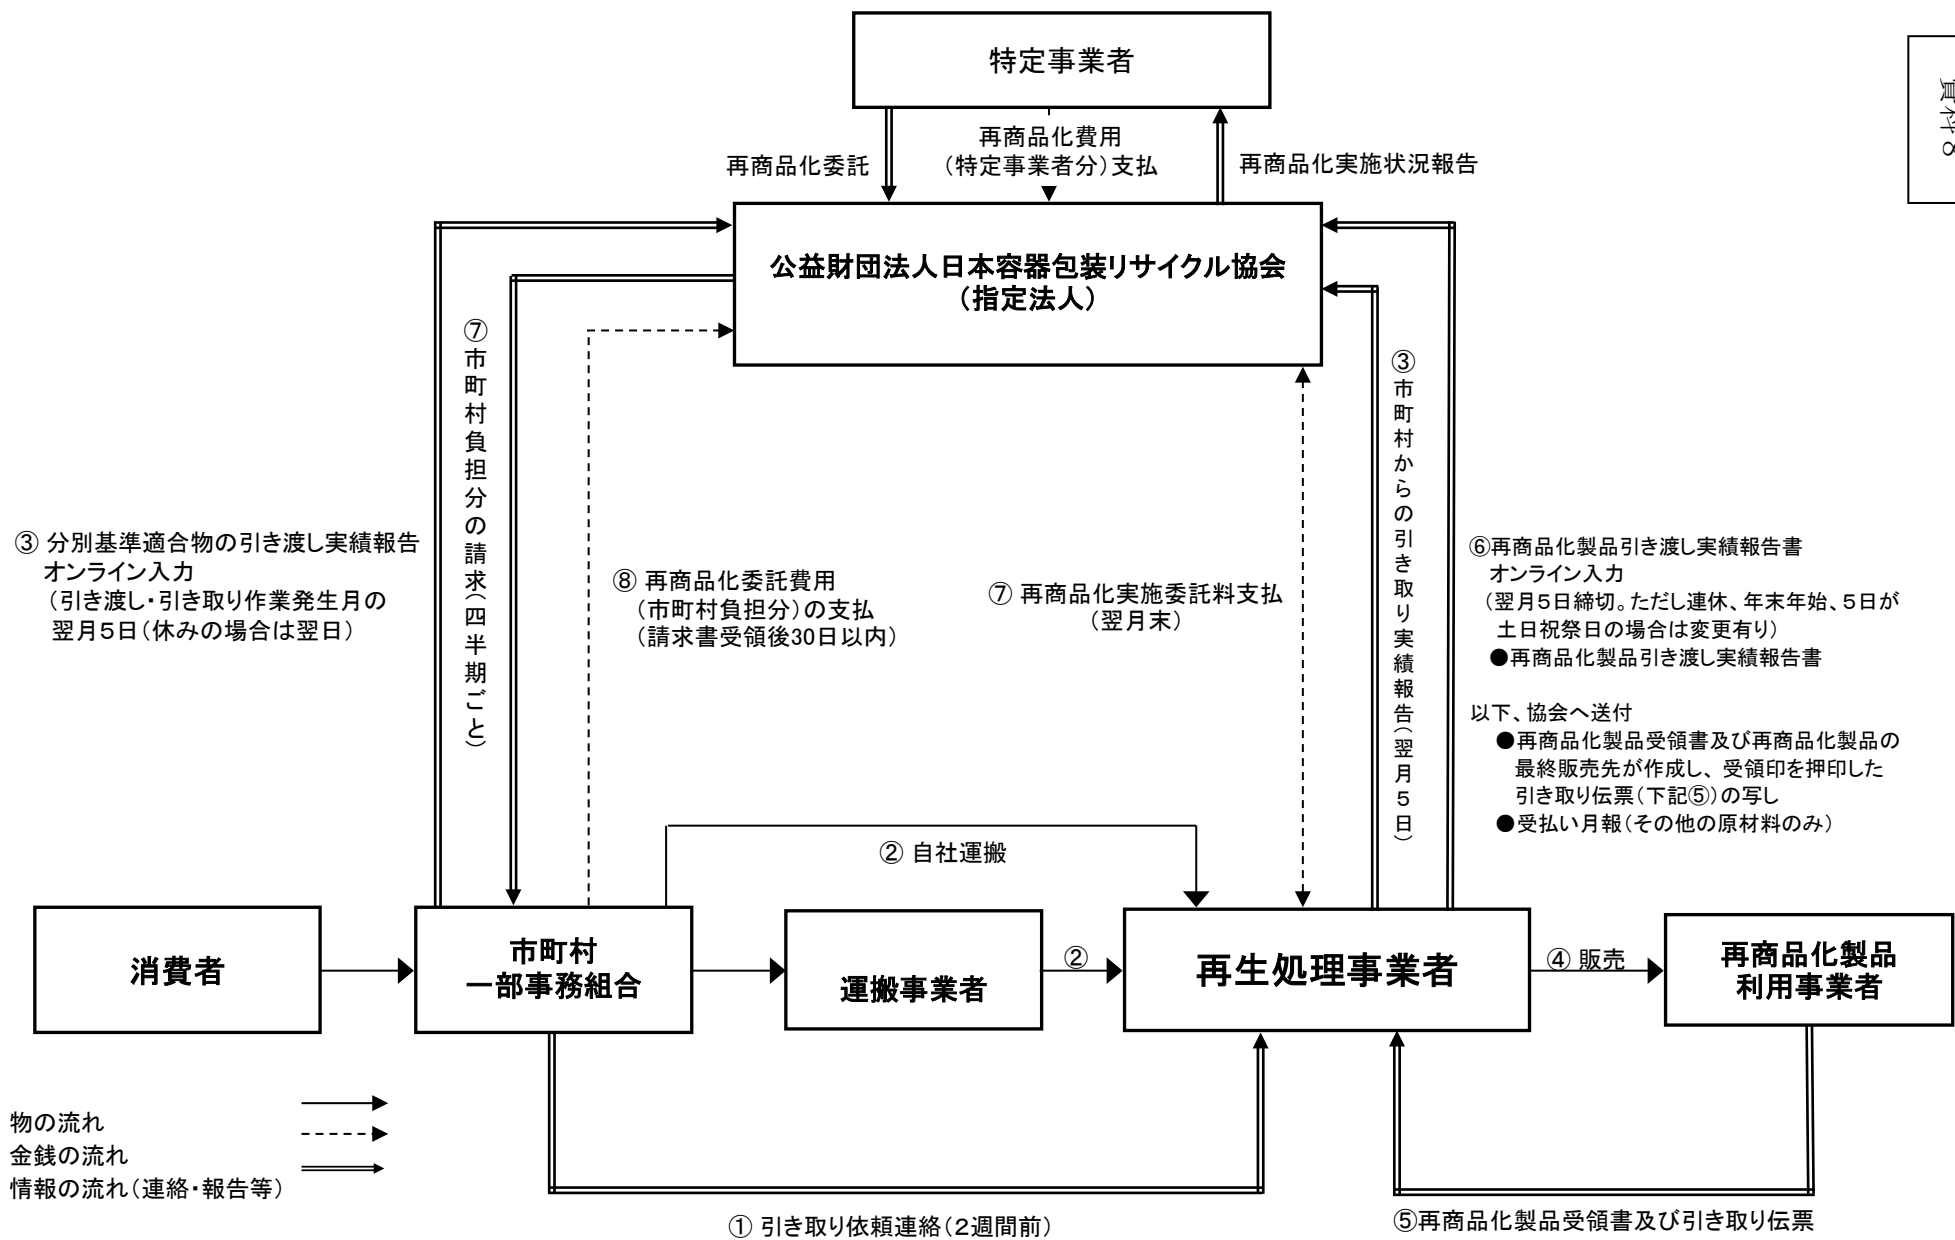 特定事業者
資料8
再商品化委託
再商品化費用
(特定事業者分)支払
再商品化実施状況報告
公益財団法人日本容器包装リサイクル協会
(指定法人)
⑦市町村負担分の請求(四半期ごと)
③市町村からの引き取り実績報告(翌月5日)
③ 分別基準適合物の引き渡し実績報告
オンライン入力
(引き渡し・引き取り作業発生月の
翌月5日(休みの場合は翌日)
⑧ 再商品化委託費用
(市町村負担分)の支払
(請求書受領後30日以内)
⑦ 再商品化実施委託料支払
(翌月末)
⑥再商品化製品引き渡し実績報告書
オンライン入力
(翌月5日締切。ただし連休、年末年始、5日が
土日祝祭日の場合は変更有り)
●再商品化製品引き渡し実績報告書
以下、協会へ送付
●再商品化製品受領書及び再商品化製品の
最終販売先が作成し、受領印を押印した
引き取り伝票(下記⑤)の写し
●受払い月報(その他の原材料のみ)
② 自社運搬
消費者
市町村
一部事務組合
運搬事業者
②
再生処理事業者
④ 販売
再商品化製品
利用事業者
物の流れ
金銭の流れ
情報の流れ(連絡・報告等)
① 引き取り依頼連絡(2週間前)
⑤再商品化製品受領書及び引き取り伝票